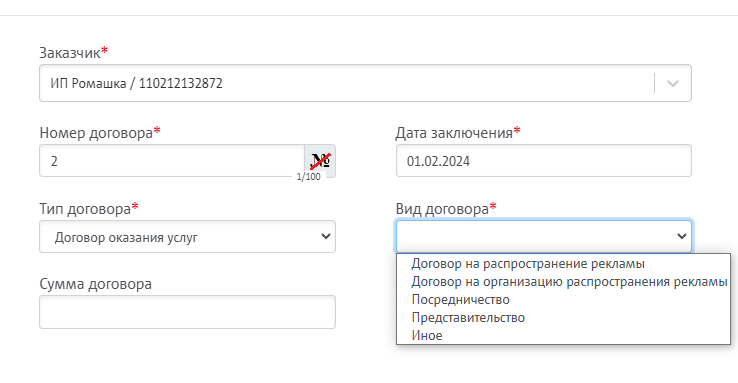 Заказчик*
ИП Ромашка / 110212132872
Номер договора* Дата заключения*
2 № 01.02.2024
1/100
Тип договора* Вид договора*
Договор оказания услуг
Договор на распространение рекламы
Договор на организацию распространения рекламы
Сумма договора
Посредничество
Представительство
Иное